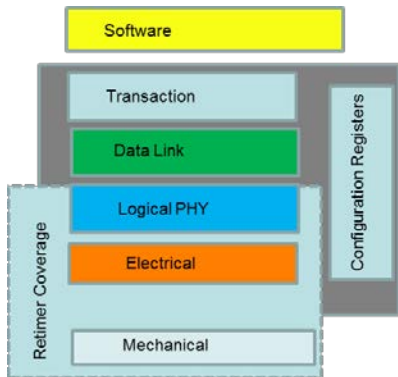 Software
Transaction
Data Link
Logical PHY
Electrical
Mechanical
Configuration Registers
Retimer Coverage